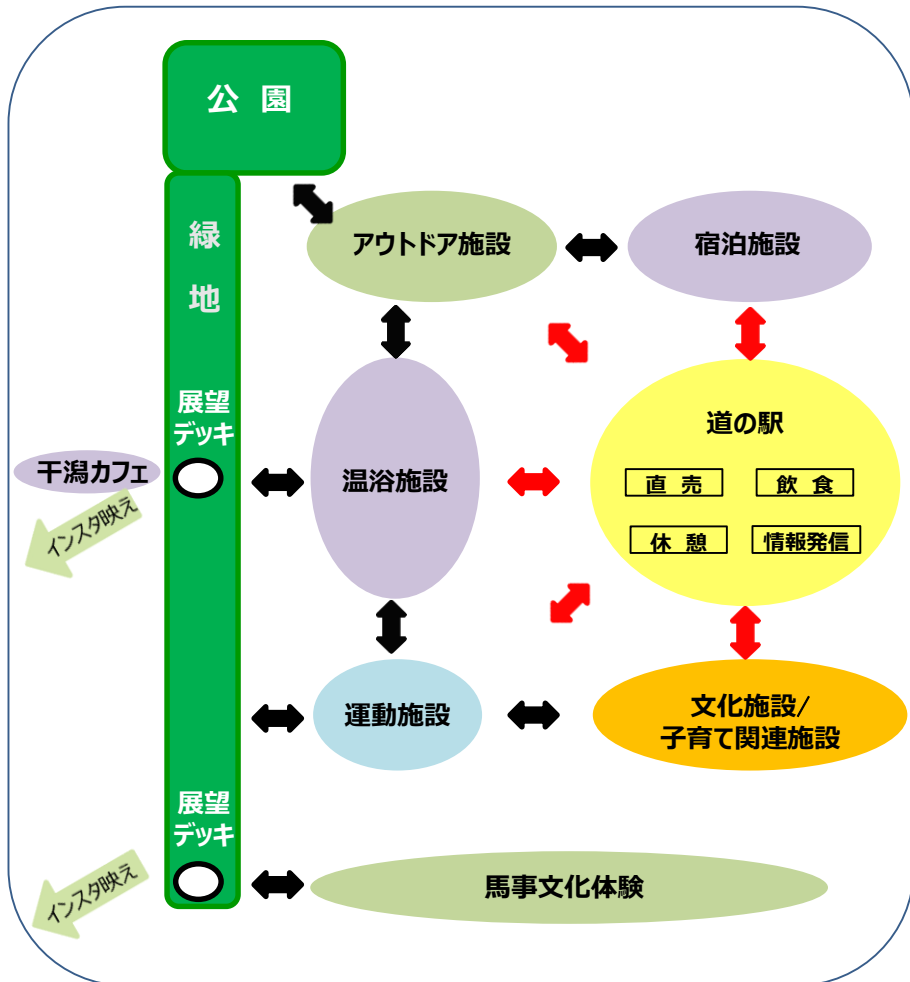 公 園
緑
地
アウトドア施設
宿泊施設
展望
デッキ
干潟カフェ
インスタ映え
温浴施設
道の駅
直 売
飲 食
休 憩
情報発信
運動施設
文化施設/
子育て関連施設
展望
デッキ
インスタ映え
馬事文化体験